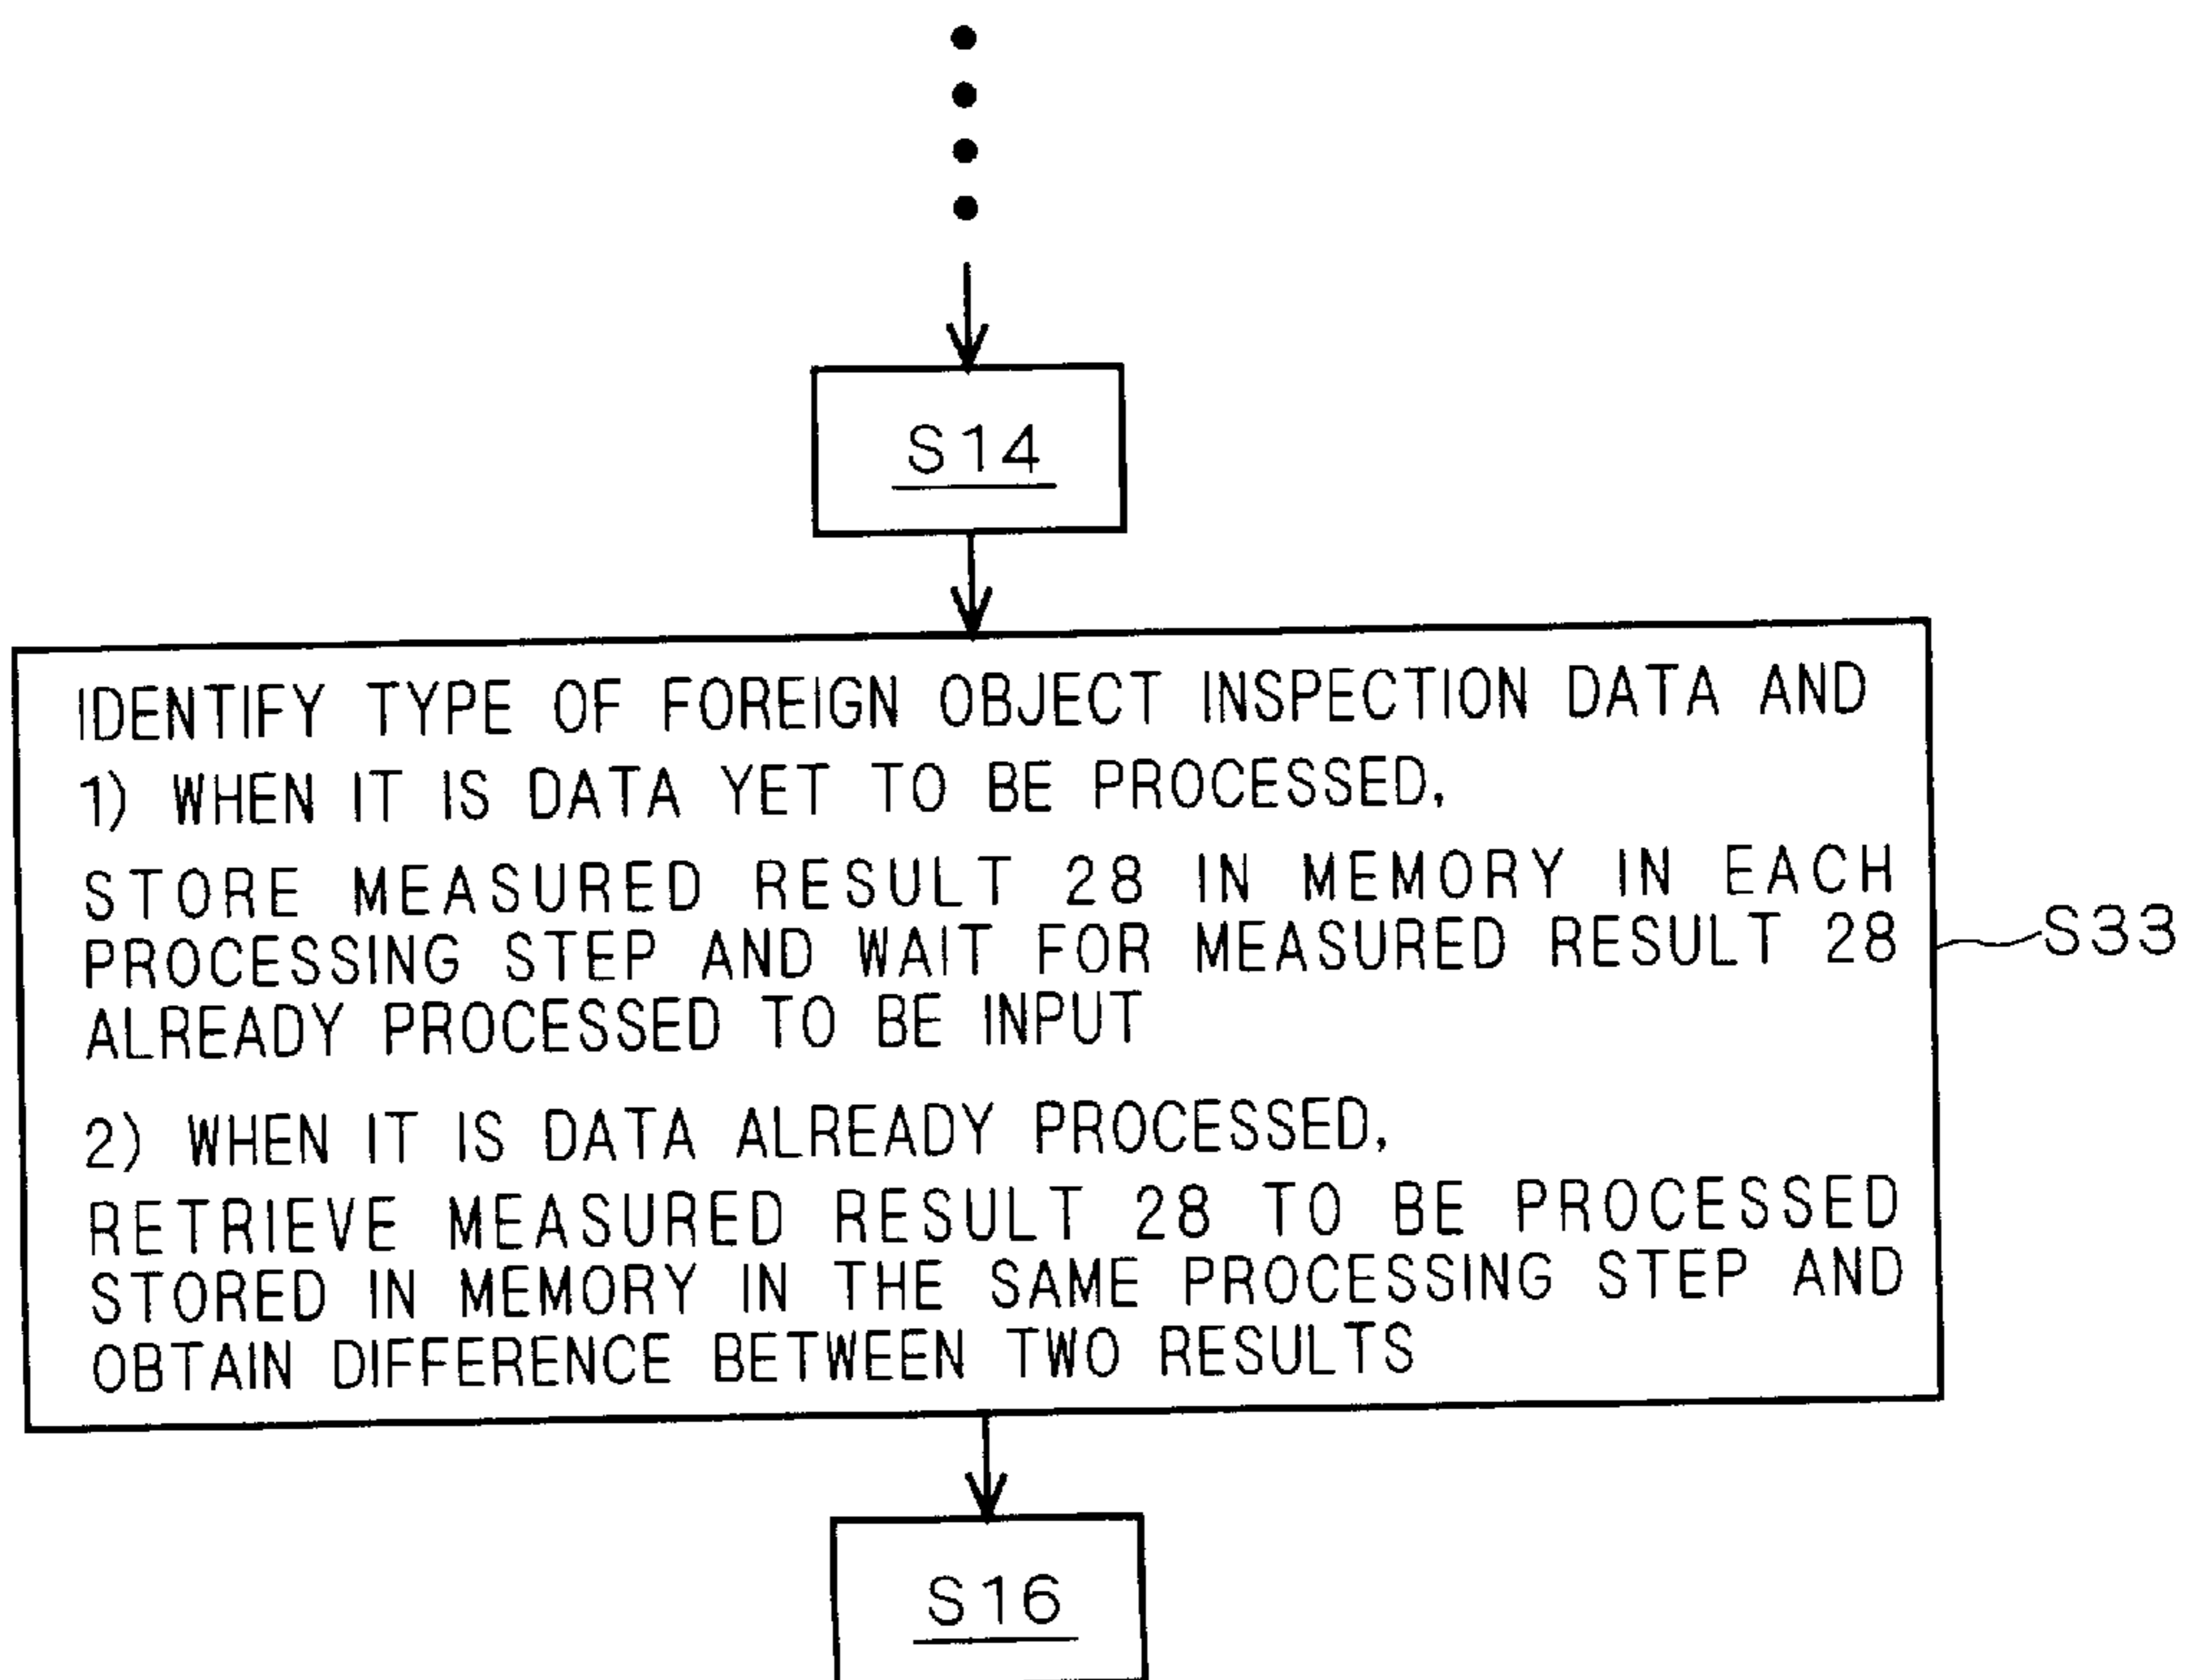 S14
IDENTIFY TYPE OF FOREIGN OBJECT INSPECTION DATA AND
1) WHEN IT IS DATA YET TO BE PROCESSED,
STORE MEASURED RESULT 28 IN MEMORY IN EACH
PROCESSING STEP AND WAIT FOR MEASURED RESULT 28
ALREADY PROCESSED TO BE INPUT
2) WHEN IT IS DATA ALREADY PROCESSED,
RETRIEVE MEASURED RESULT 28 TO BE PROCESSED
STORED IN MEMORY IN THE SAME PROCESSING STEP AND
OBTAIN DIFFERENCE BETWEEN TWO RESULTS
S33
S16